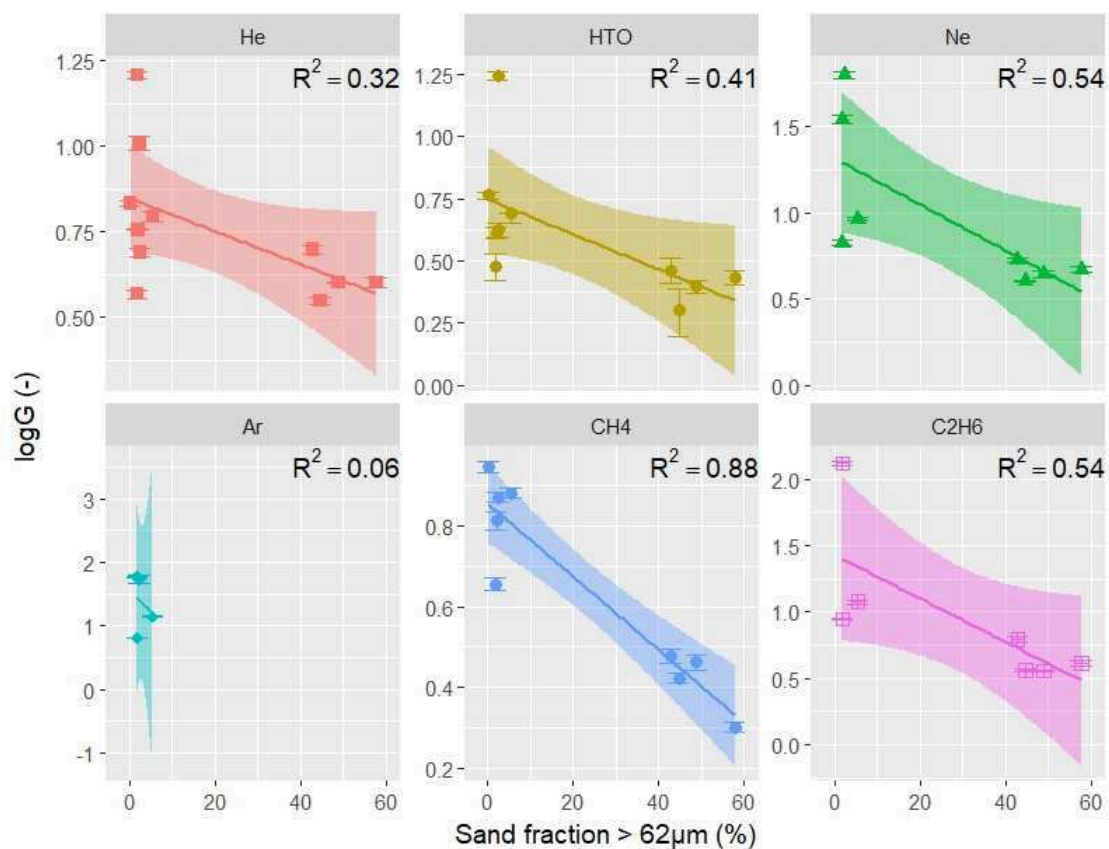 He HTO Ne
1.25 R² = 0.32 1.25 R² = 0.41 R² = 0.54
1.00 1.00 1.5
0.75 0.75 1.0
0.50 0.50 0.5
0.25
0.00 0.0
logG (-)
Ar CH4 C2H6
R² = 0.06 R² = 0.88 R² = 0.54
3 0.8 2.0
2 1.5
1 0.6 1.0
0 0.4 0.5
-1 0.2 0.0
0 20 40 60 0 20 40 60 0 20 40 60
Sand fraction > 62µm (%)